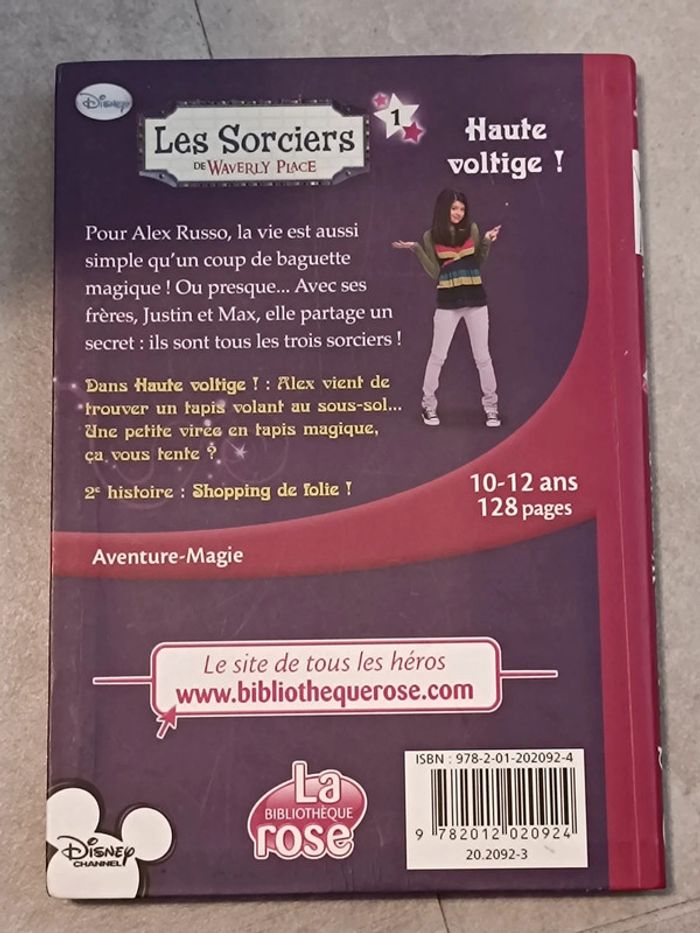 Disney
Les Sorciers
DE WAVERLY PLACE
1
Haute
voltige !
Pour Alex Russo, la vie est aussi
simple qu'un coup de baguette
magique ! Ou presque... Avec ses
frères, Justin et Max, elle partage un
secret : ils sont tous les trois sorciers !
Dans Haute voltige ! : Alex vient de
trouver un tapis volant au sous-sol...
Une petite virée en tapis magique,
ça vous tente ?
2e histoire : Shopping de folie !
10-12 ans
128 pages
Aventure-Magie
Le site de tous les héros
www.bibliothequerose.com
ISBN : 978-2-01-202092-4
9 782012 020924
20.2092-3
La
BIBLIOTHÈQUE
rose
Disney
CHANNEL